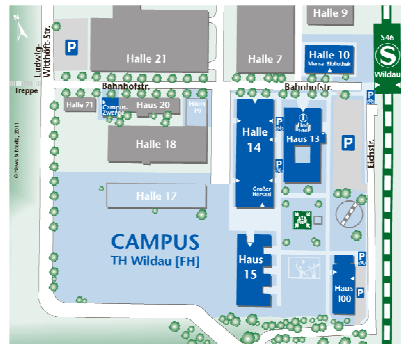 Halle 9
Ludwig-
Witthöft-Str.
P
Halle 21
Halle 7
Halle 10
S46
S
Wildau
Treppe
Bahnhofstr.
Bahnhofstr.
Halle 71
Campus-
Haus 20
Halle
14
Haus 13
P
Eichstr.
Halle 18
Halle 17
Großer
Hörsaal
CAMPUS
TH Wildau [FH]
Haus
15
P
Haus
100
P